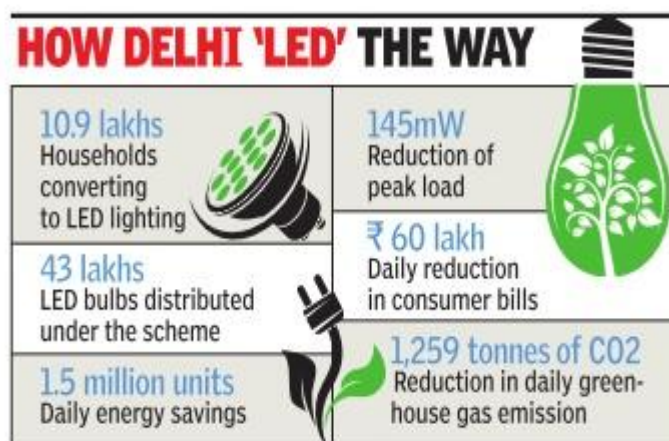 HOW DELHI 'LED' THE WAY
10.9 lakhs
Households
converting
to LED lighting
43 lakhs
LED bulbs distributed
under the scheme
1.5 million units
Daily energy savings
145mW
Reduction of
peak load
₹ 60 lakh
Daily reduction
in consumer bills
1,259 tonnes of CO2
Reduction in daily green-
house gas emission